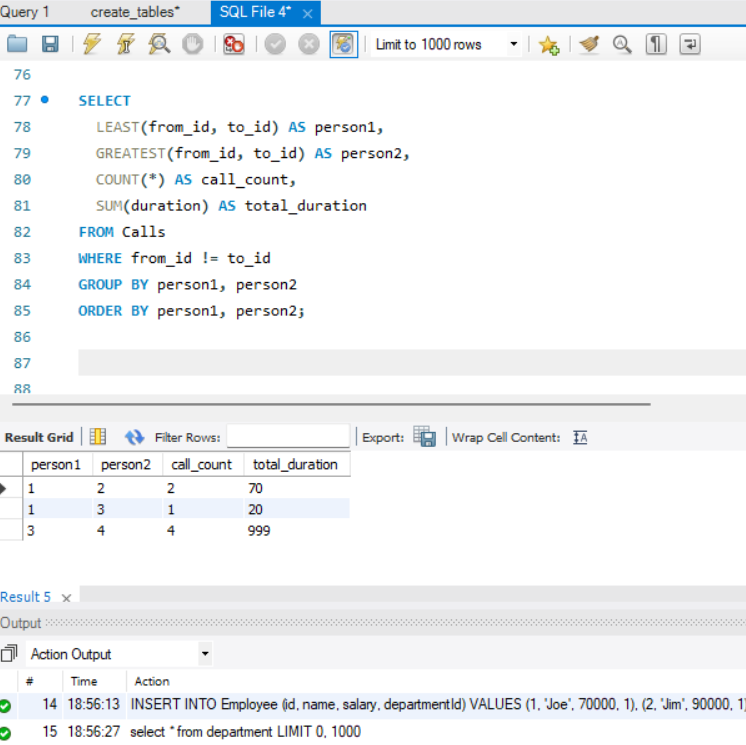 Query 1 create_tables* SQL File 4* ×
Limit to 1000 rows
76
77 SELECT
78 LEAST(from_id, to_id) AS person1,
79 GREATEST(from_id, to_id) AS person2,
80 COUNT(*) AS call_count,
81 SUM(duration) AS total_duration
82 FROM Calls
83 WHERE from_id != to_id
84 GROUP BY person1, person2
85 ORDER BY person1, person2;
86
87
88
Result Grid Filter Rows: Export: Wrap Cell Content: IA
person1 person2 call_count total_duration
1 2 2 70
1 3 1 20
3 4 4 999
Result 5 ×
Output
Action Output
# Time Action
14 18:56:13 INSERT INTO Employee (id, name, salary, departmentId) VALUES (1, 'Joe', 70000, 1), (2, 'Jim', 90000, 1)
15 18:56:27 select * from department LIMIT 0, 1000